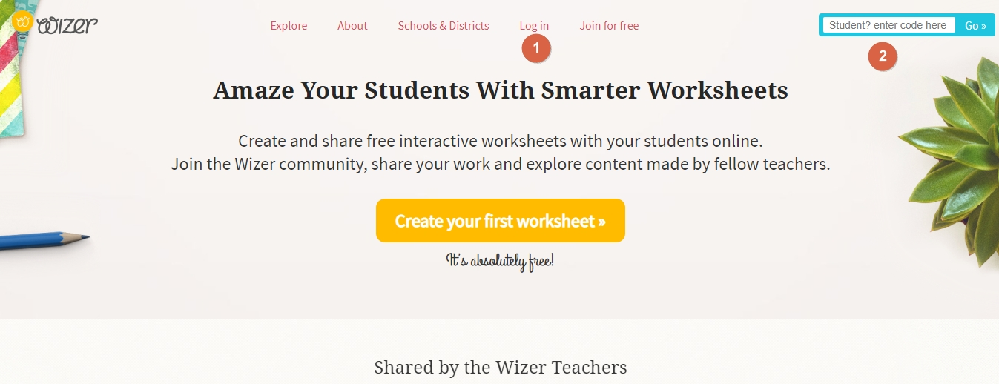 wizer
Explore About Schools & Districts Log in Join for free
Student? enter code here Go »
1
2
Amaze Your Students With Smarter Worksheets
Create and share free interactive worksheets with your students online.
Join the Wizer community, share your work and explore content made by fellow teachers.
Create your first worksheet »
It's absolutely free!
Shared by the Wizer Teachers